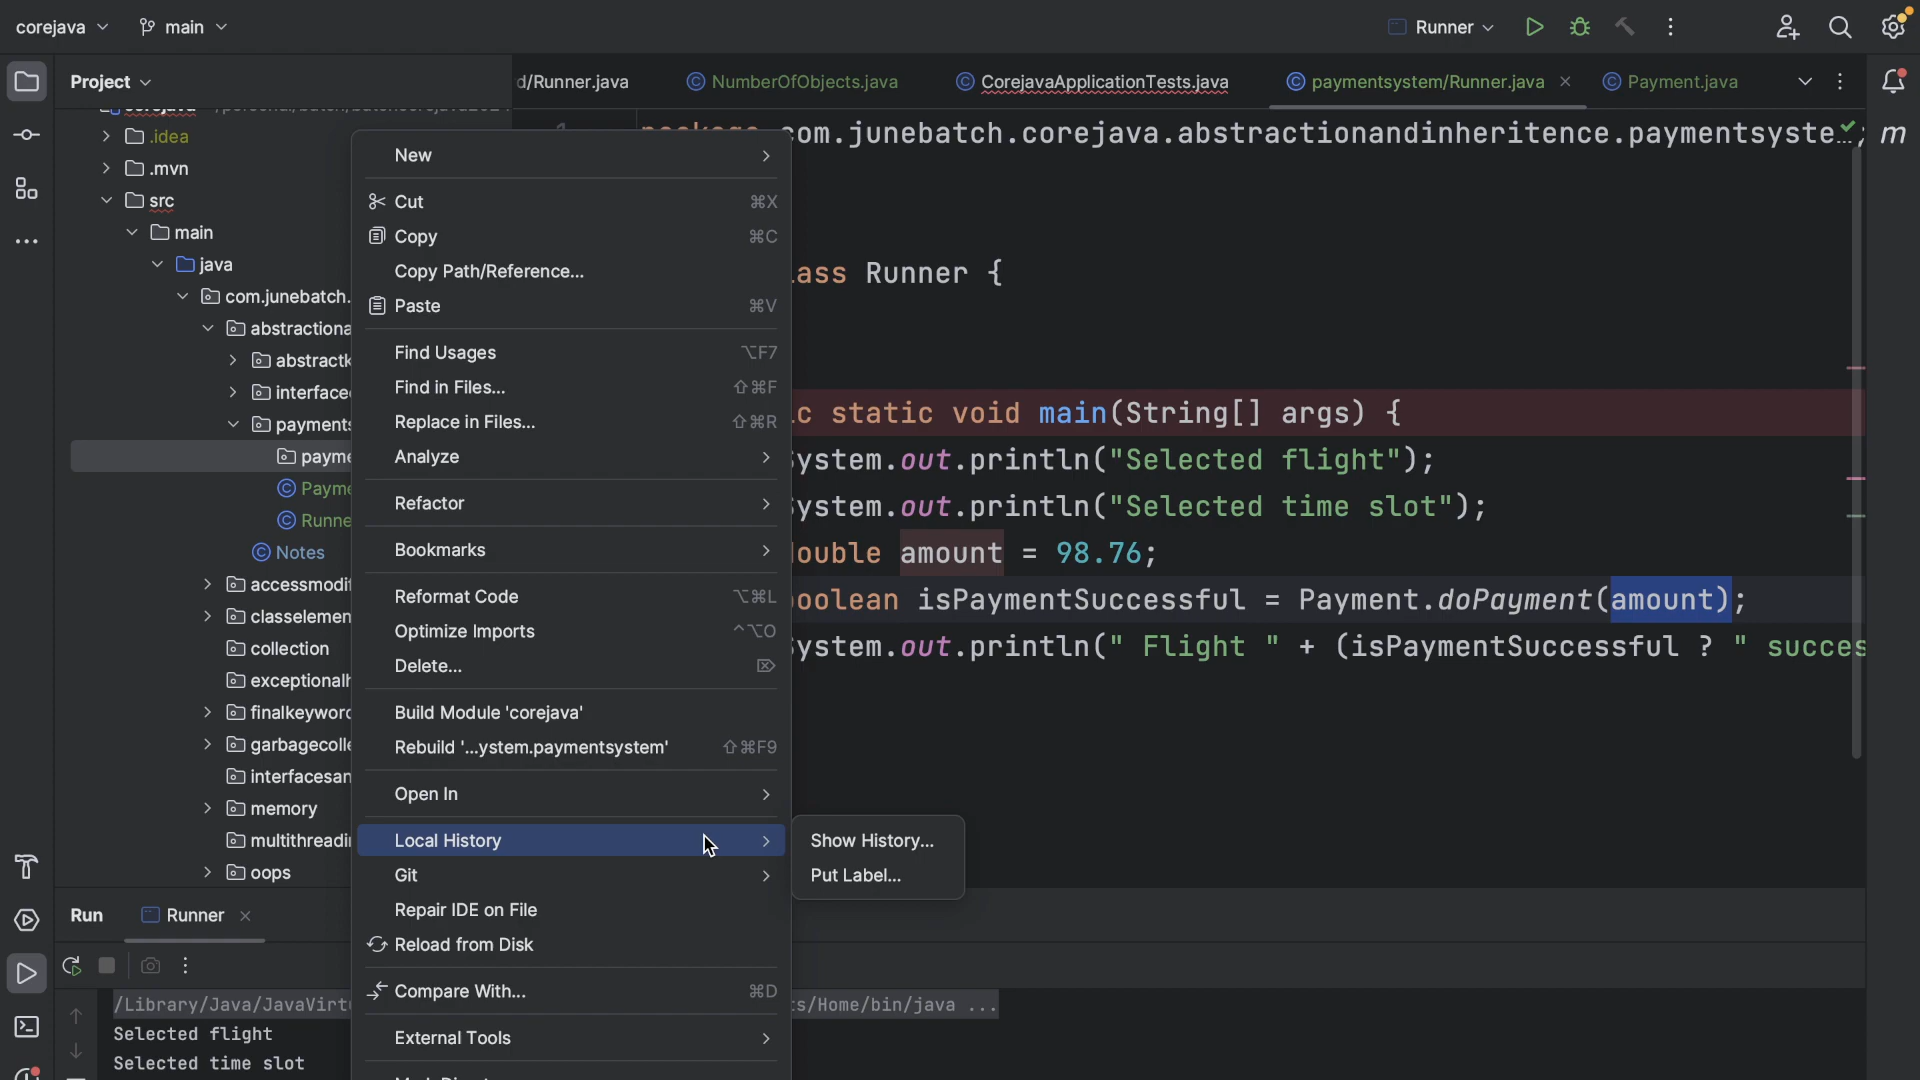 corejava
main
Runner
Project
d/Runner.java
NumberOfObjects.java
CorejavaApplicationTests.java
paymentsystem/Runner.java
Payment.java
.idea
.mvn
src
main
java
com.junebatch.
abstractiona
abstractk
interface
payments
payme
Payme
Runne
Notes
accessmodif
classelemen
collection
exceptionalh
finalkeyword
garbagecolle
interfacesan
memory
multithreadi
oops
New
Cut ⌘X
Copy ⌘C
Copy Path/Reference...
Paste ⌘V
Find Usages ⌥F7
Find in Files... ⇧⌘F
Replace in Files... ⇧⌘R
Analyze
Refactor
Bookmarks
Reformat Code ⌥⌘L
Optimize Imports ⌃⌥O
Delete... ⌦
Build Module 'corejava'
Rebuild '...ystem.paymentsystem' ⇧⌘F9
Open In
Local History
Git
Repair IDE on File
Reload from Disk
Compare With... ⌘D
External Tools
Show History...
Put Label...
com.junebatch.corejava.abstractionandinheritence.paymentsyste...;
ass Runner {
c static void main(String[] args) {
System.out.println("Selected flight");
System.out.println("Selected time slot");
double amount = 98.76;
boolean isPaymentSuccessful = Payment.doPayment(amount);
System.out.println(" Flight " + (isPaymentSuccessful ? " succes
Run
Runner
/Library/Java/JavaVirt
s/Home/bin/java ...
Selected flight
Selected time slot
m